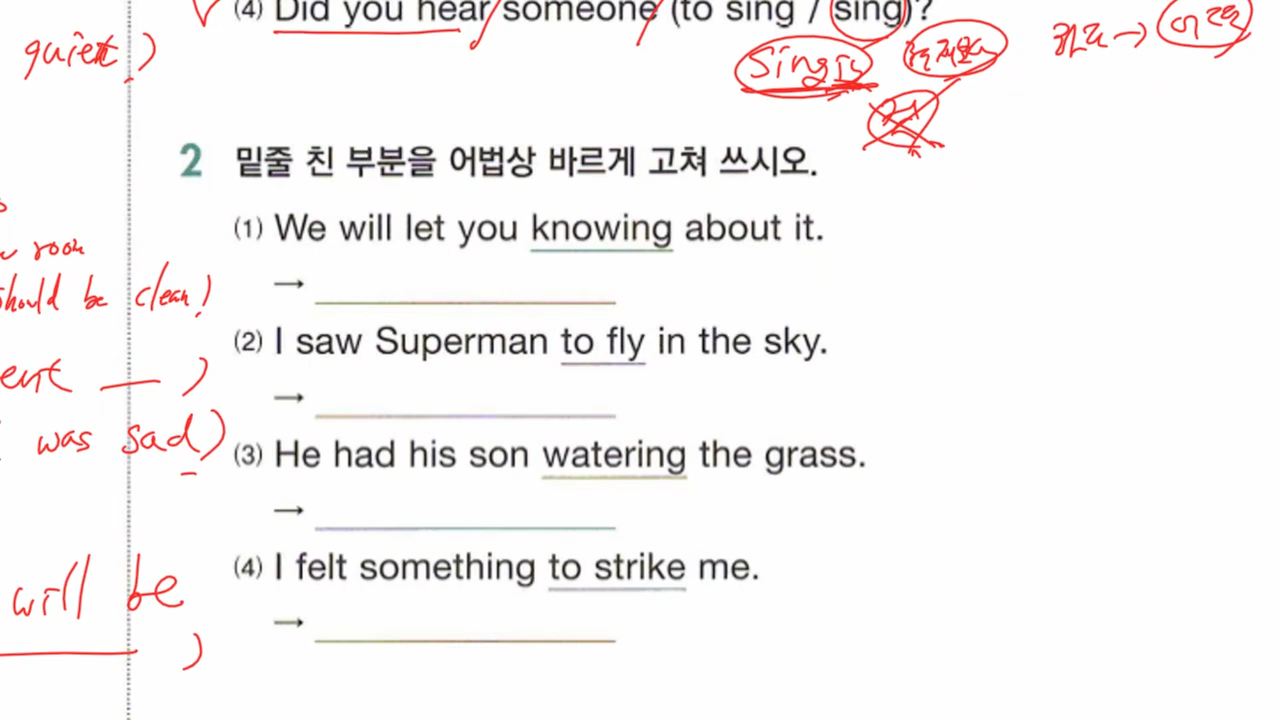 (4) Did you hear someone (to sing / sing)?
quiet)
sing
2 밑줄 친 부분을 어법상 바르게 고쳐 쓰시오.
(1) We will let you knowing about it.
→
room
should be clean!
(2) I saw Superman to fly in the sky.
→
was sad)
(3) He had his son watering the grass.
→
(4) I felt something to strike me.
→
will be
)